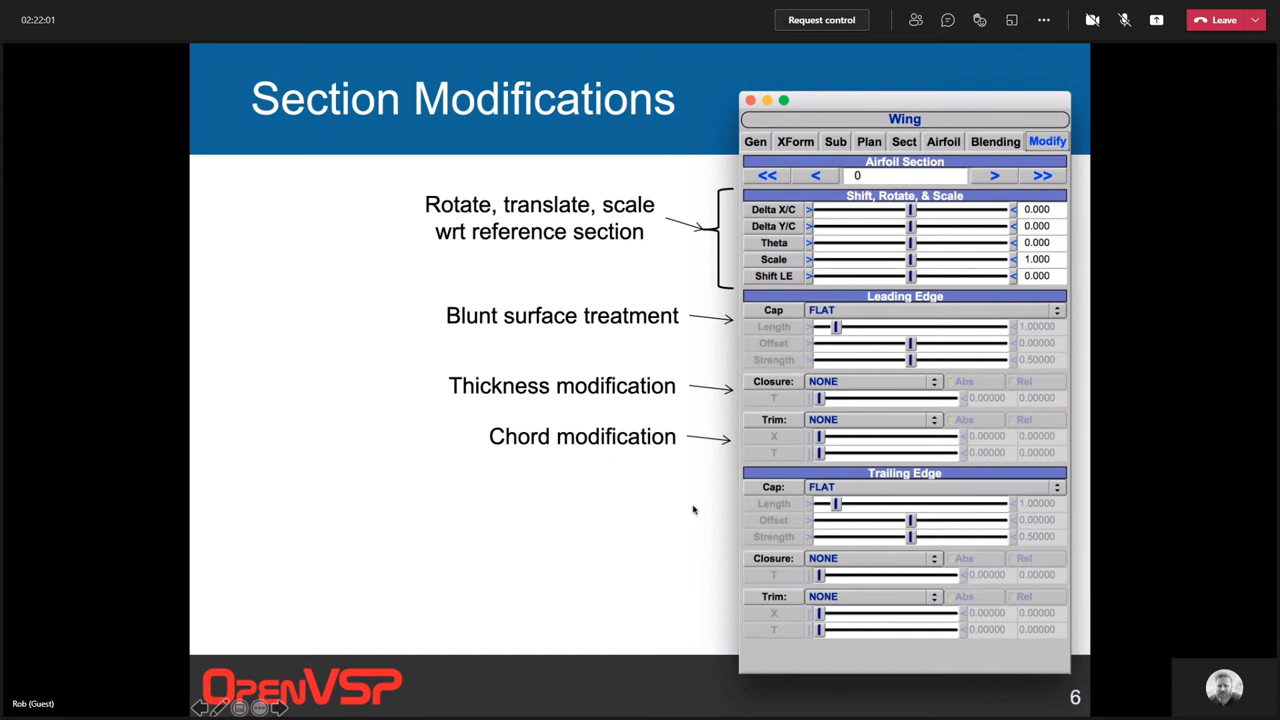 02:22:01
Request control
Leave
Section Modifications
Rotate, translate, scale
wrt reference section
Blunt surface treatment
Thickness modification
Chord modification
Wing
Gen XForm Sub Plan Sect Airfoil Blending Modify
Airfoil Section
<< < 0 > >>
Shift, Rotate, & Scale
Delta X/C > < 0.000
Delta Y/C > < 0.000
Theta > < 0.000
Scale > < 1.000
Shift LE > < 0.000
Leading Edge
Cap FLAT
Length > < 1.00000
Offset > < 0.00000
Strength > < 0.50000
Closure: NONE Abs Rel
T < 0.00000 0.00000
Trim: NONE Abs Rel
X < 0.00000 0.00000
T < 0.00000 0.00000
Trailing Edge
Cap: FLAT
Length > < 1.00000
Offset > < 0.00000
Strength > < 0.50000
Closure: NONE Abs Rel
T < 0.00000 0.00000
Trim: NONE Abs Rel
X < 0.00000 0.00000
T < 0.00000 0.00000
OpenVSP
6
Rob (Guest)